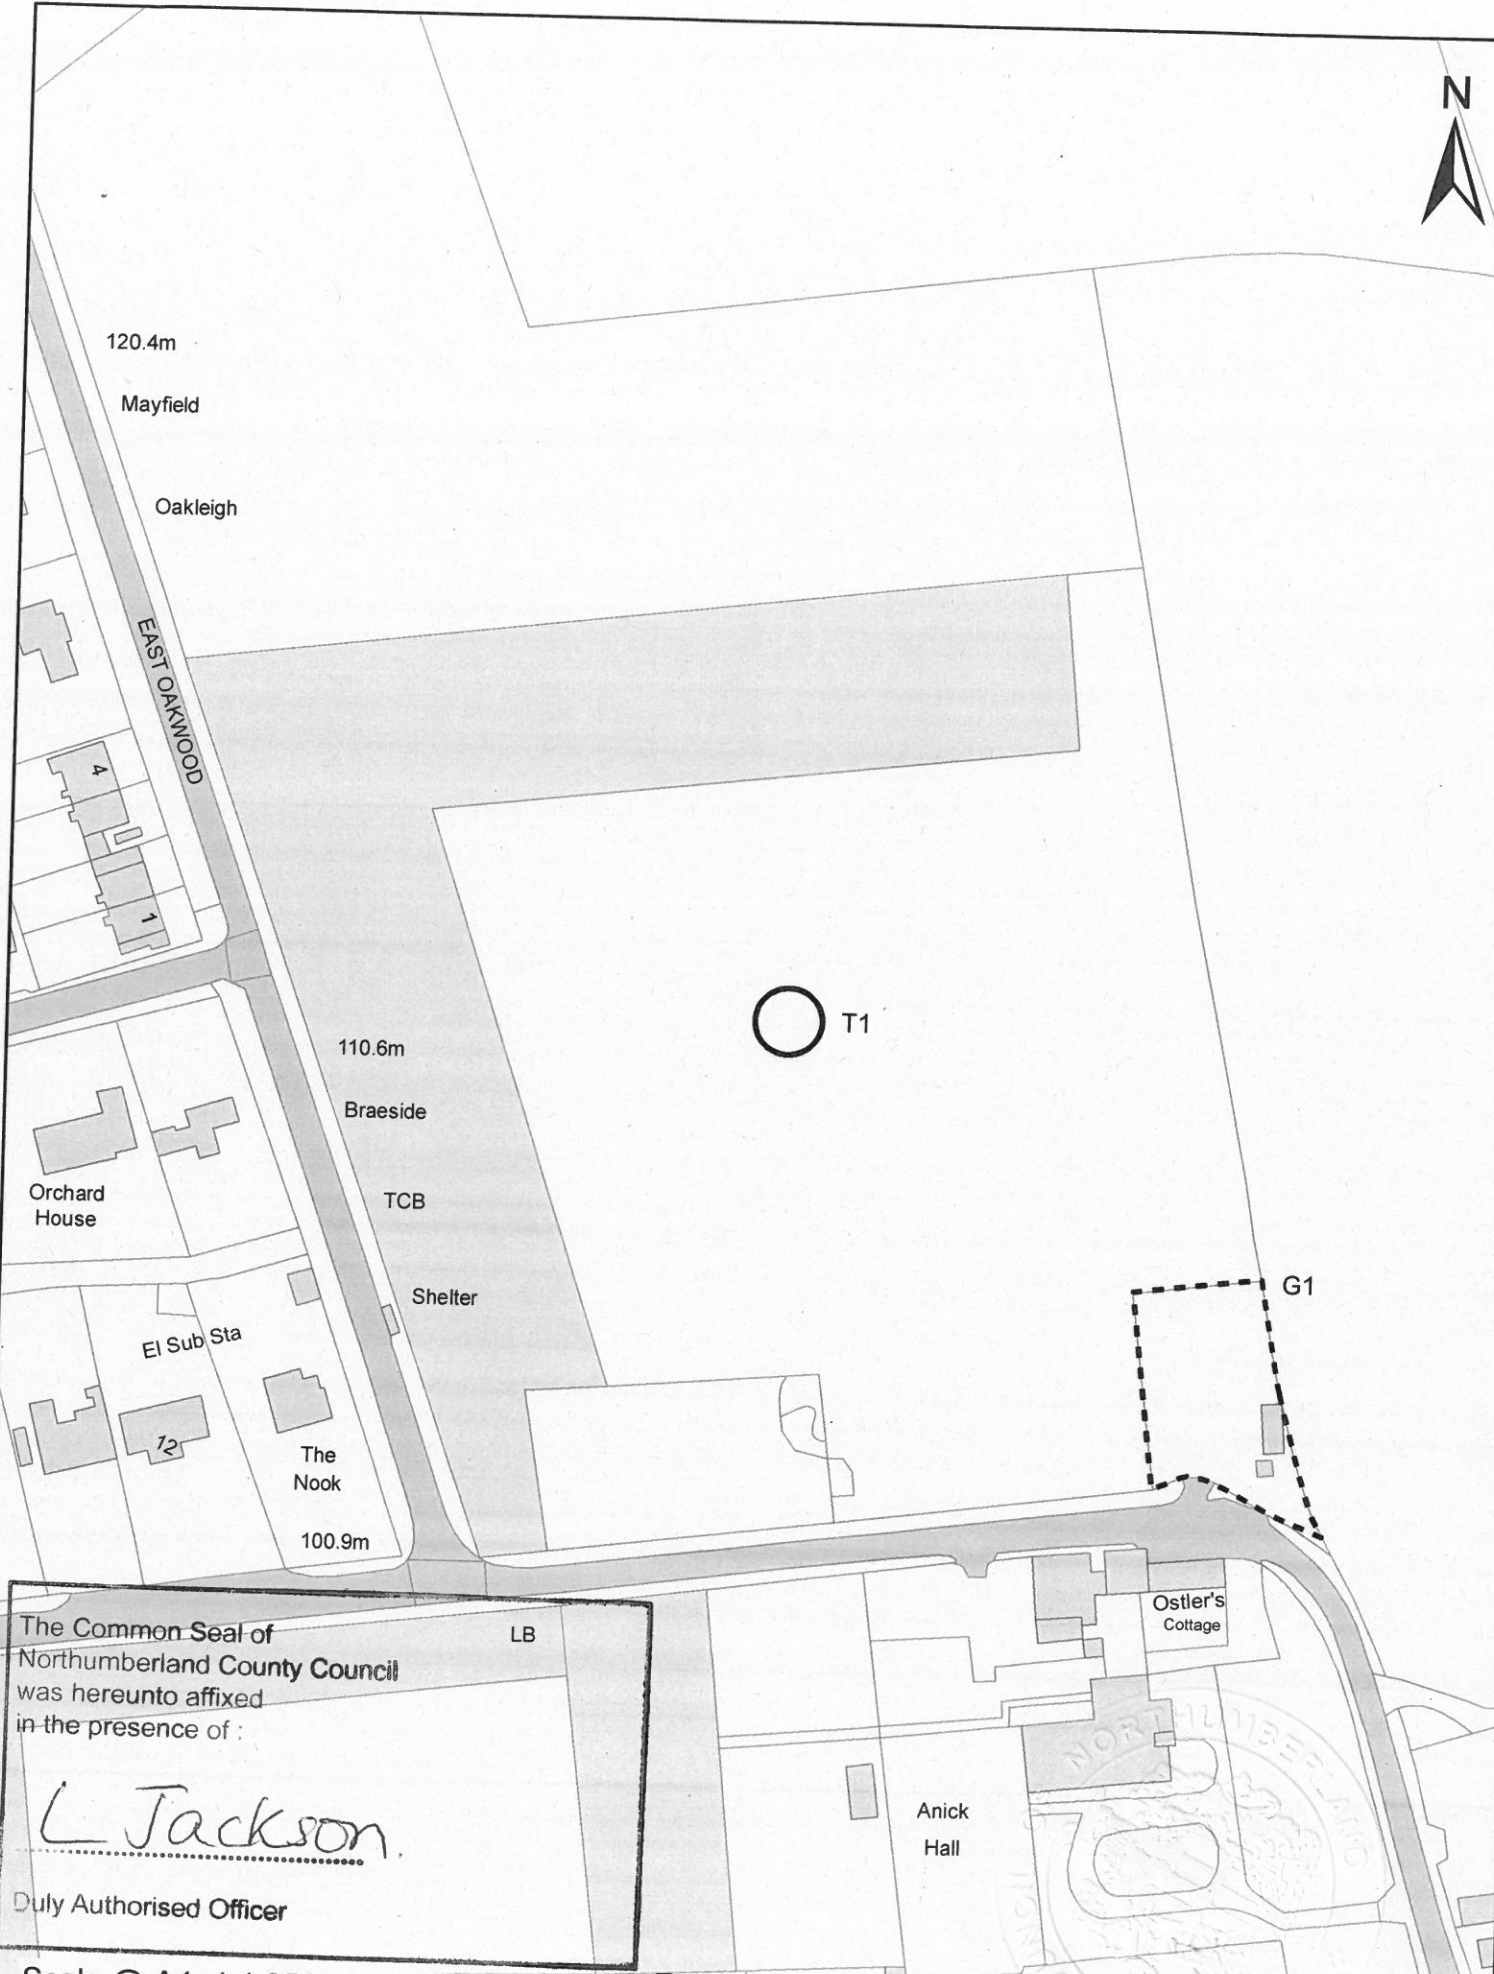 N
120.4m
Mayfield
Oakleigh
EAST OAKWOOD
4
1
T1
110.6m
Braeside
TCB
Orchard
House
Shelter
G1
El Sub Sta
12
The
Nook
100.9m
Ostler's
Cottage
LB
The Common Seal of
Northumberland County Council
was hereunto affixed
in the presence of :
L Jackson.
Duly Authorised Officer
Anick
Hall
NORTHUMBERLAND